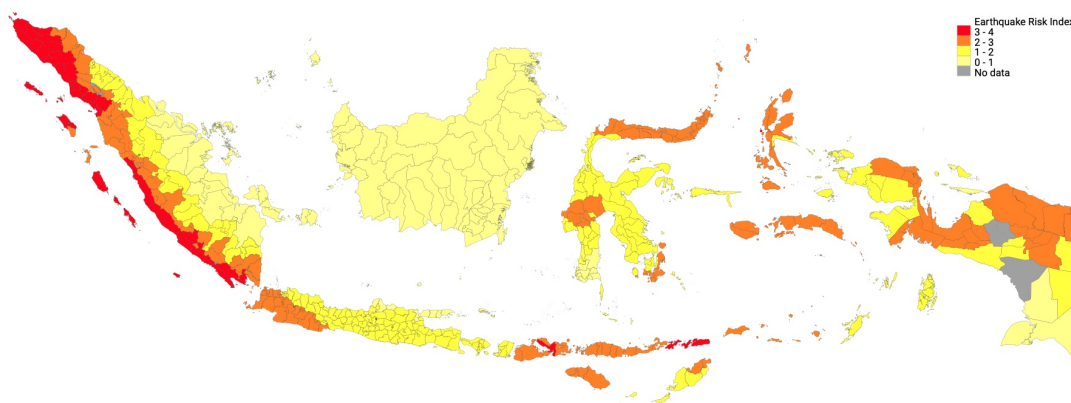 Earthquake Risk Index
3 - 4
2 - 3
1 - 2
0 - 1
No data